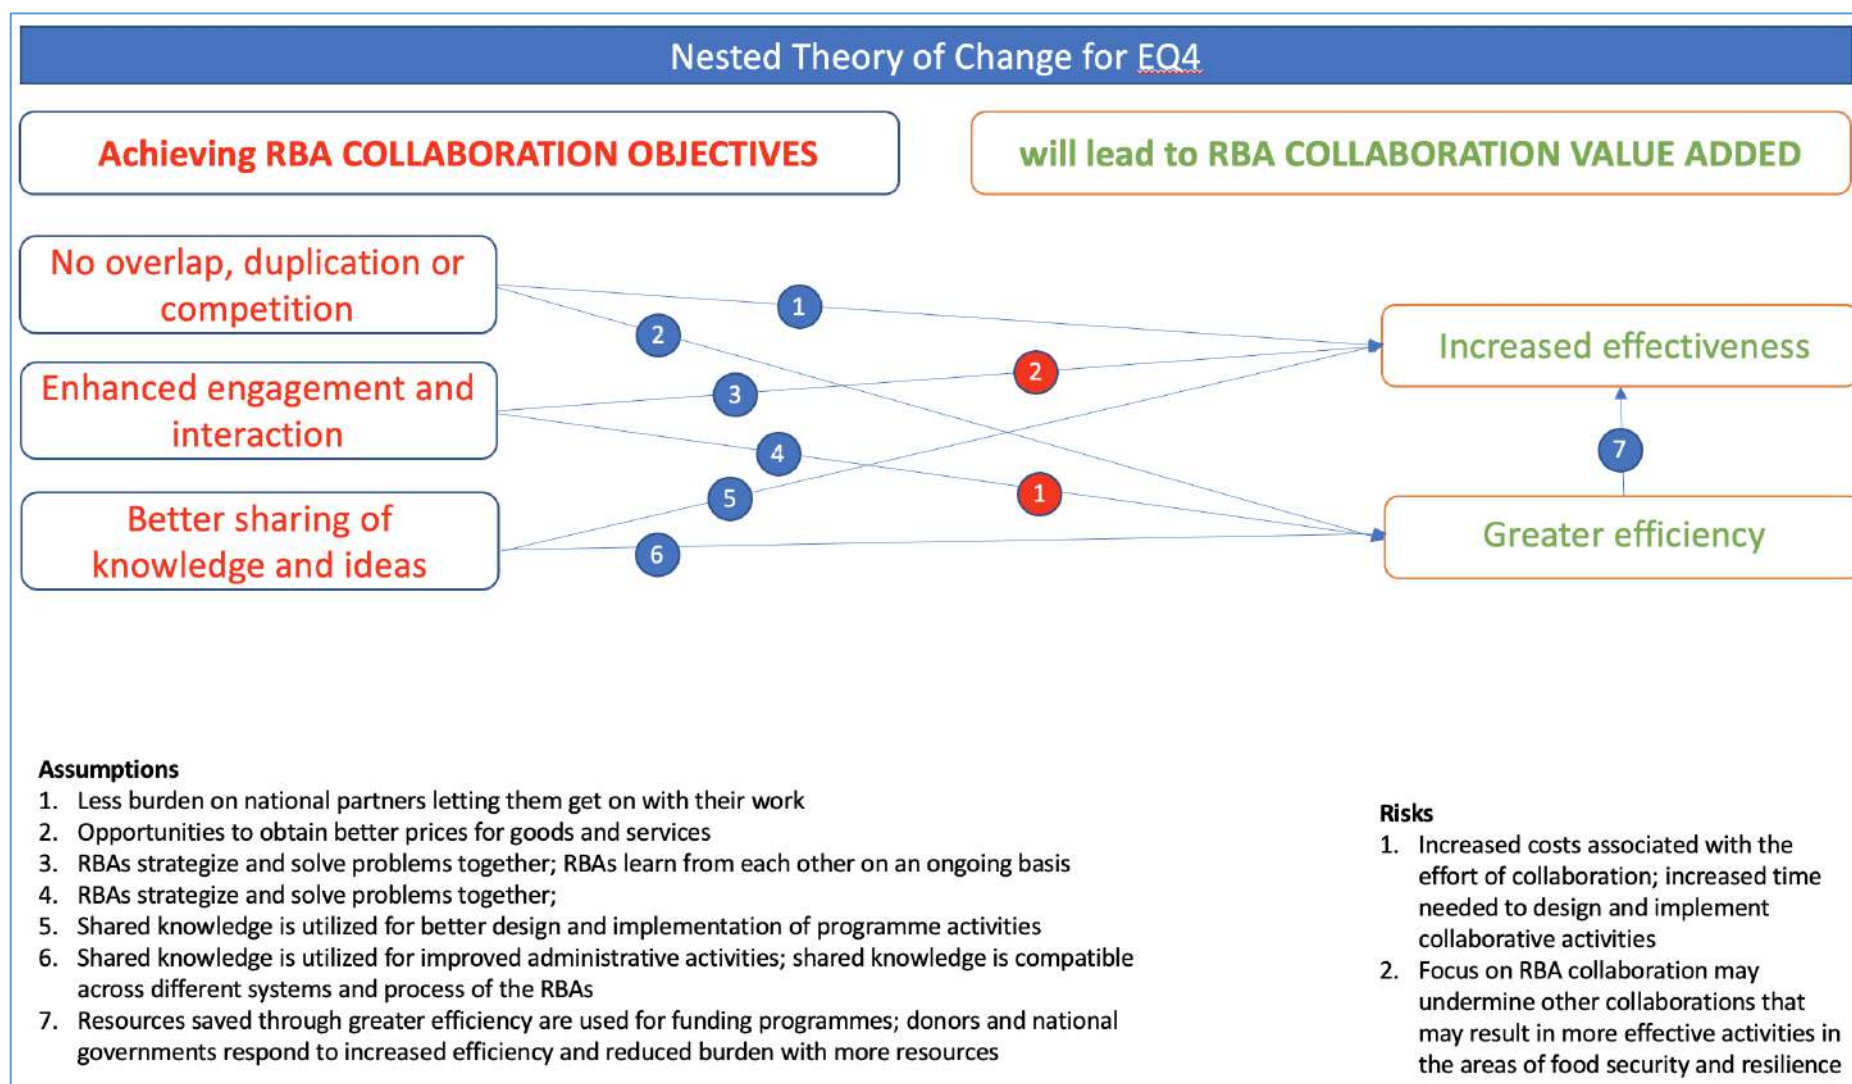 Nested Theory of Change for EQ4
Achieving RBA COLLABORATION OBJECTIVES
will lead to RBA COLLABORATION VALUE ADDED
No overlap, duplication or
competition
Enhanced engagement and
interaction
Better sharing of
knowledge and ideas
1
2
3
2
4
5
1
6
Increased effectiveness
7
Greater efficiency
Assumptions
1. Less burden on national partners letting them get on with their work
2. Opportunities to obtain better prices for goods and services
3. RBAs strategize and solve problems together; RBAs learn from each other on an ongoing basis
4. RBAs strategize and solve problems together;
5. Shared knowledge is utilized for better design and implementation of programme activities
6. Shared knowledge is utilized for improved administrative activities; shared knowledge is compatible
across different systems and process of the RBAs
7. Resources saved through greater efficiency are used for funding programmes; donors and national
governments respond to increased efficiency and reduced burden with more resources
Risks
1. Increased costs associated with the
effort of collaboration; increased time
needed to design and implement
collaborative activities
2. Focus on RBA collaboration may
undermine other collaborations that
may result in more effective activities in
the areas of food security and resilience